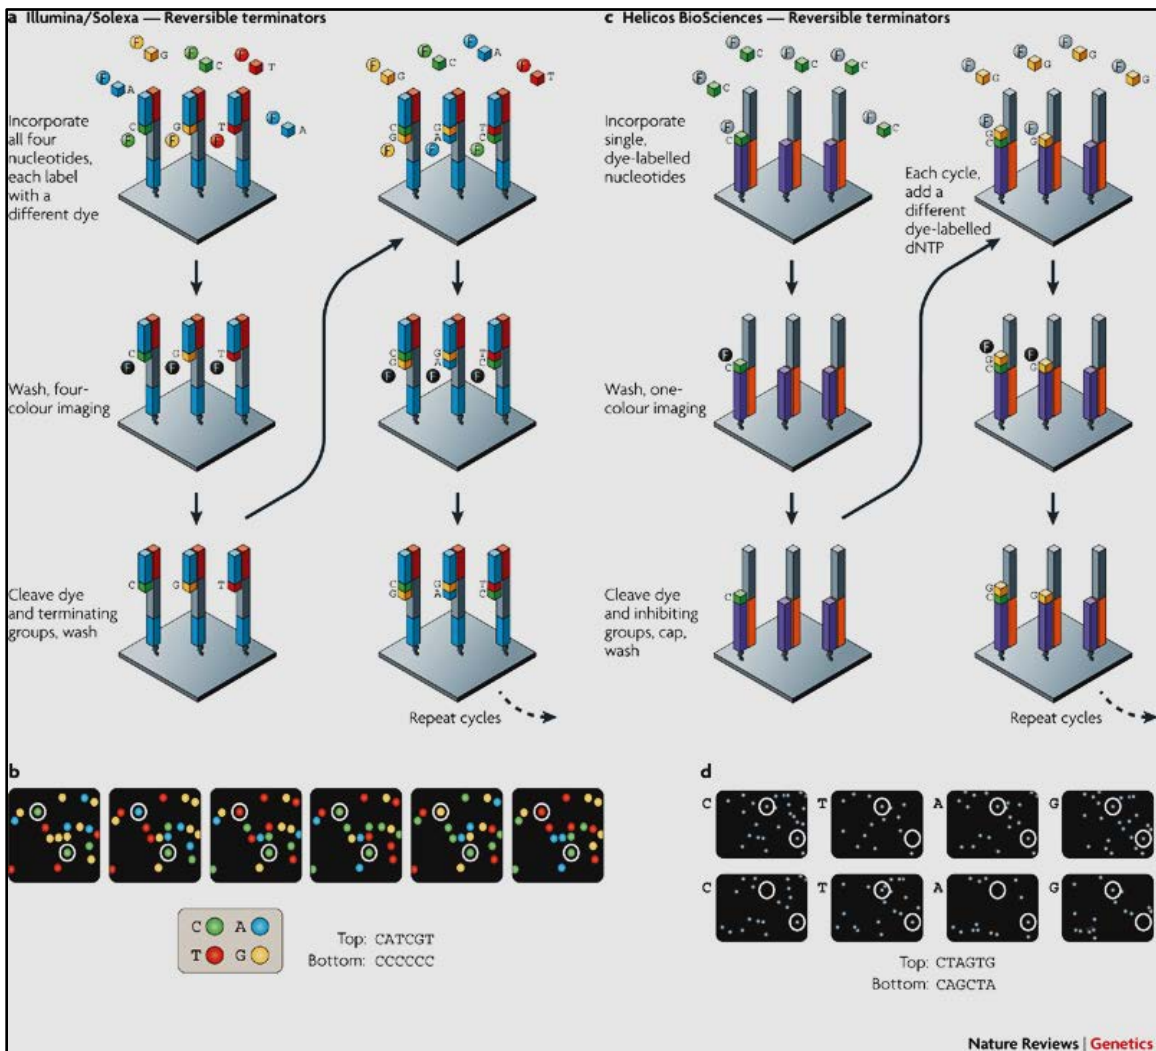 a Illumina/Solexa — Reversible terminators
F
G
F
C
F
T
F
A
F
A
C
F
G
F
T
F
Incorporate
all four
nucleotides,
each label
with a
different dye
F
G
F
C
F
A
F
T
C
G
F
G
A
F
T
C
F
C
F
G
F
T
F
Wash, four-
colour imaging
C
G
F
G
A
F
T
C
F
C
G
T
Cleave dye
and terminating
groups, wash
C
G
G
A
T
C
Repeat cycles
c Helicos BioSciences — Reversible terminators
F
C
F
C
F
C
F
C
F
C
Incorporate
single,
dye-labelled
nucleotides
Each cycle,
add a
different
dye-labelled
dNTP
F
G
F
G
F
G
F
G
F
G
C
F
G
F
C
Wash, one-
colour imaging
F
G
C
F
G
C
Cleave dye
and inhibiting
groups, cap,
wash
G
C
G
Repeat cycles
b
C A
T G
Top: CATCGT
Bottom: CCCCCC
d
C T A G
C T A G
Top: CTAGTG
Bottom: CAGCTA
Nature Reviews | Genetics